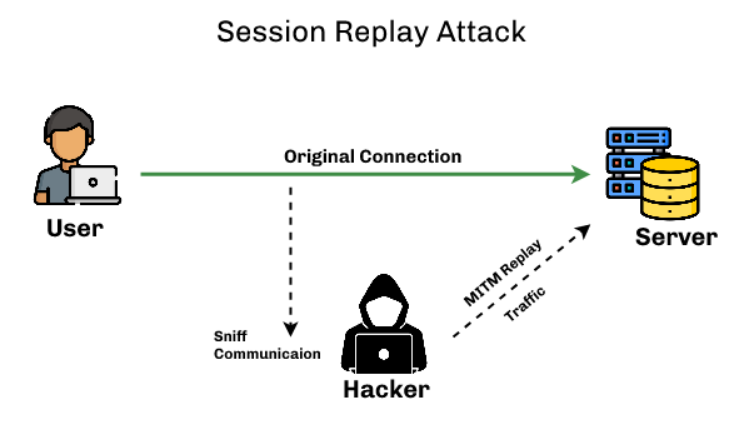 Session Replay Attack
Original Connection
User
Server
MITM Replay
Traffic
Sniff
Communicaion
Hacker